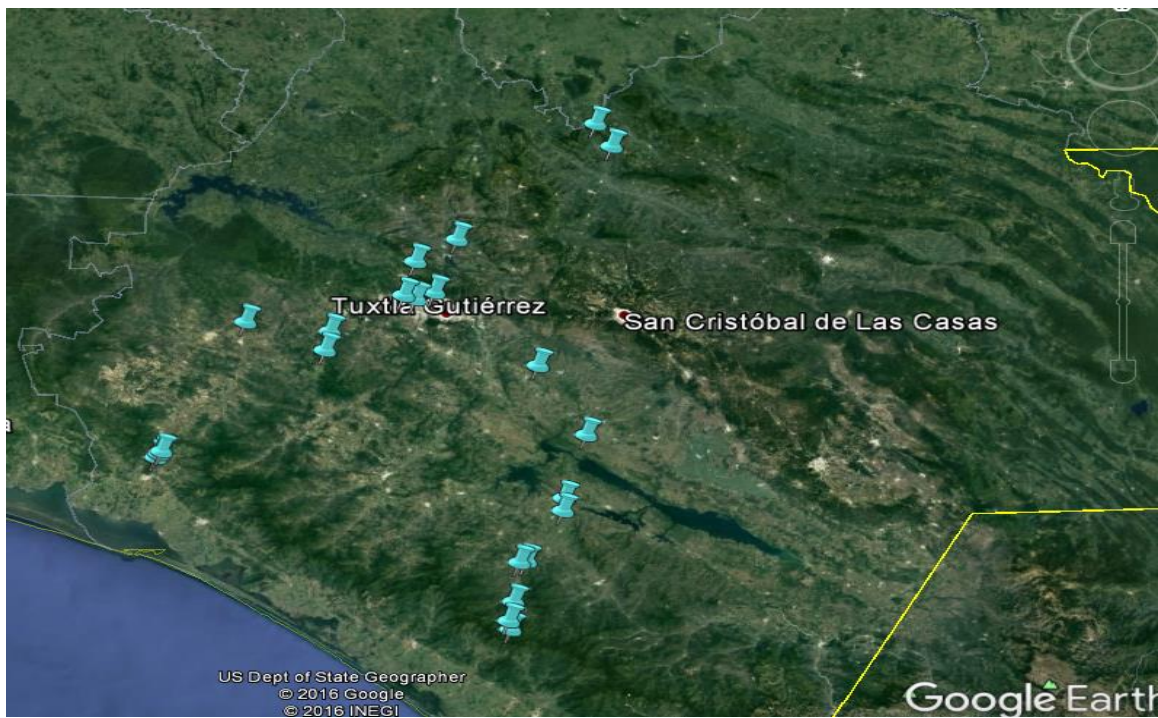 Tuxtla Gutiérrez
San Cristóbal de Las Casas
a
US Dept of State Geographer
© 2016 Google
© 2016 INEGI
Google Earth